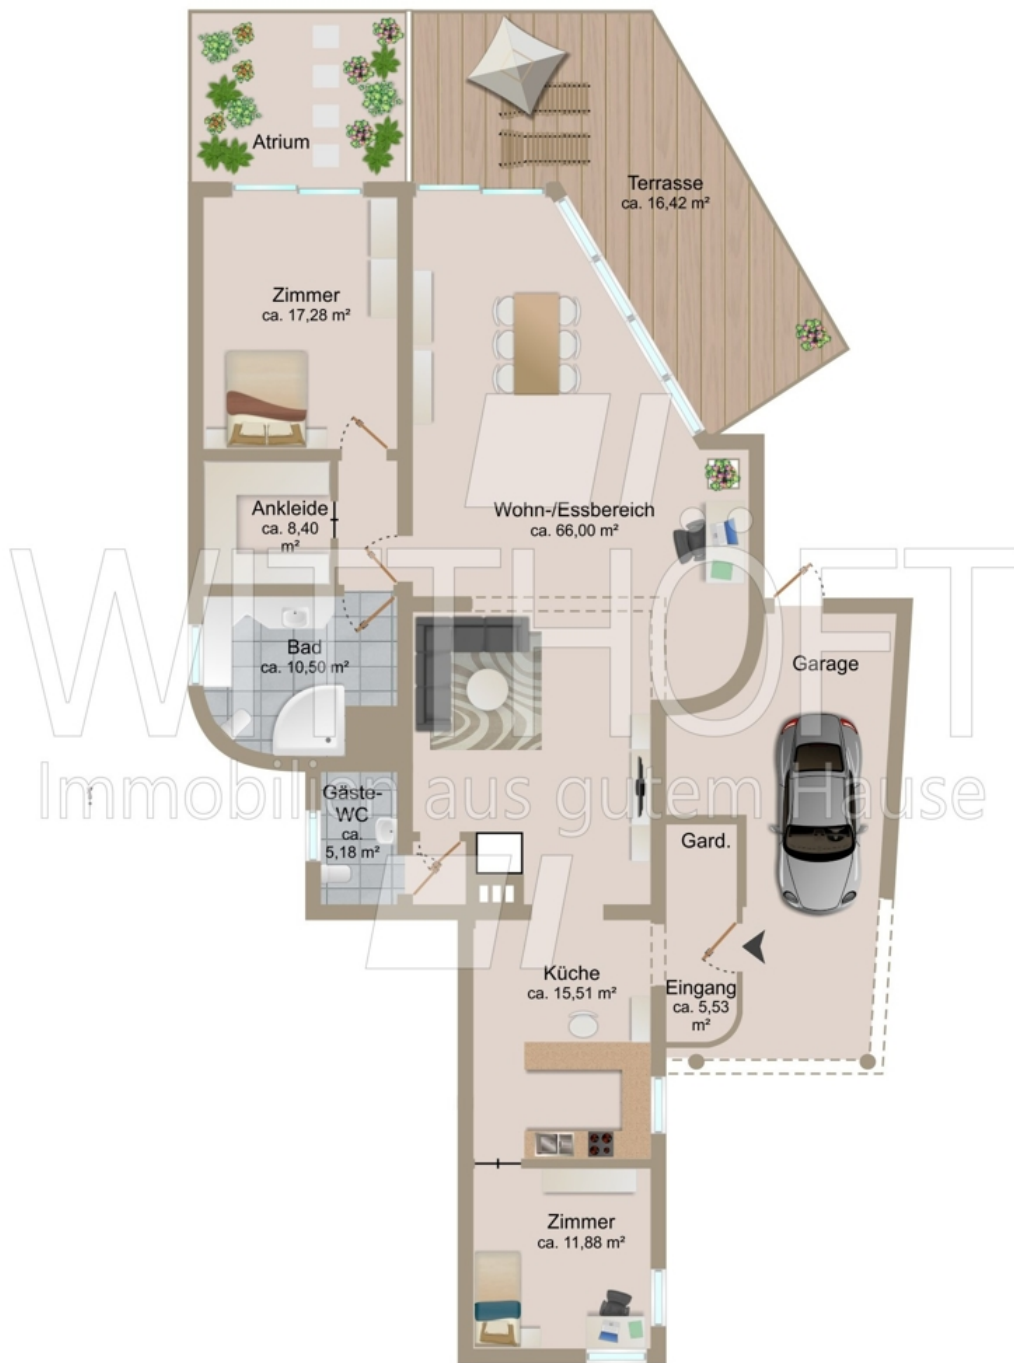 Atrium
Terrasse
ca. 16,42 m²
Zimmer
ca. 17,28 m²
Ankleide
ca. 8,40
m²
Wohn-/Essbereich
ca. 66,00 m²
WITTHÖFT
Immobilien aus gutem Hause
Bad
ca. 10,50 m²
Garage
Gäste-
WC
ca.
5,18 m²
Gard.
Küche
ca. 15,51 m²
Eingang
ca. 5,53
m²
Zimmer
ca. 11,88 m²